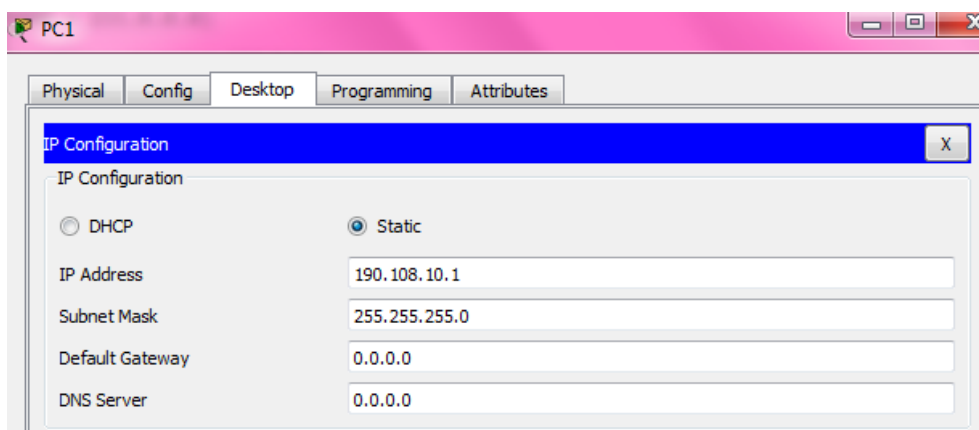 PC1
Physical Config Desktop Programming Attributes
IP Configuration X
IP Configuration
DHCP Static
IP Address 190.108.10.1
Subnet Mask 255.255.255.0
Default Gateway 0.0.0.0
DNS Server 0.0.0.0